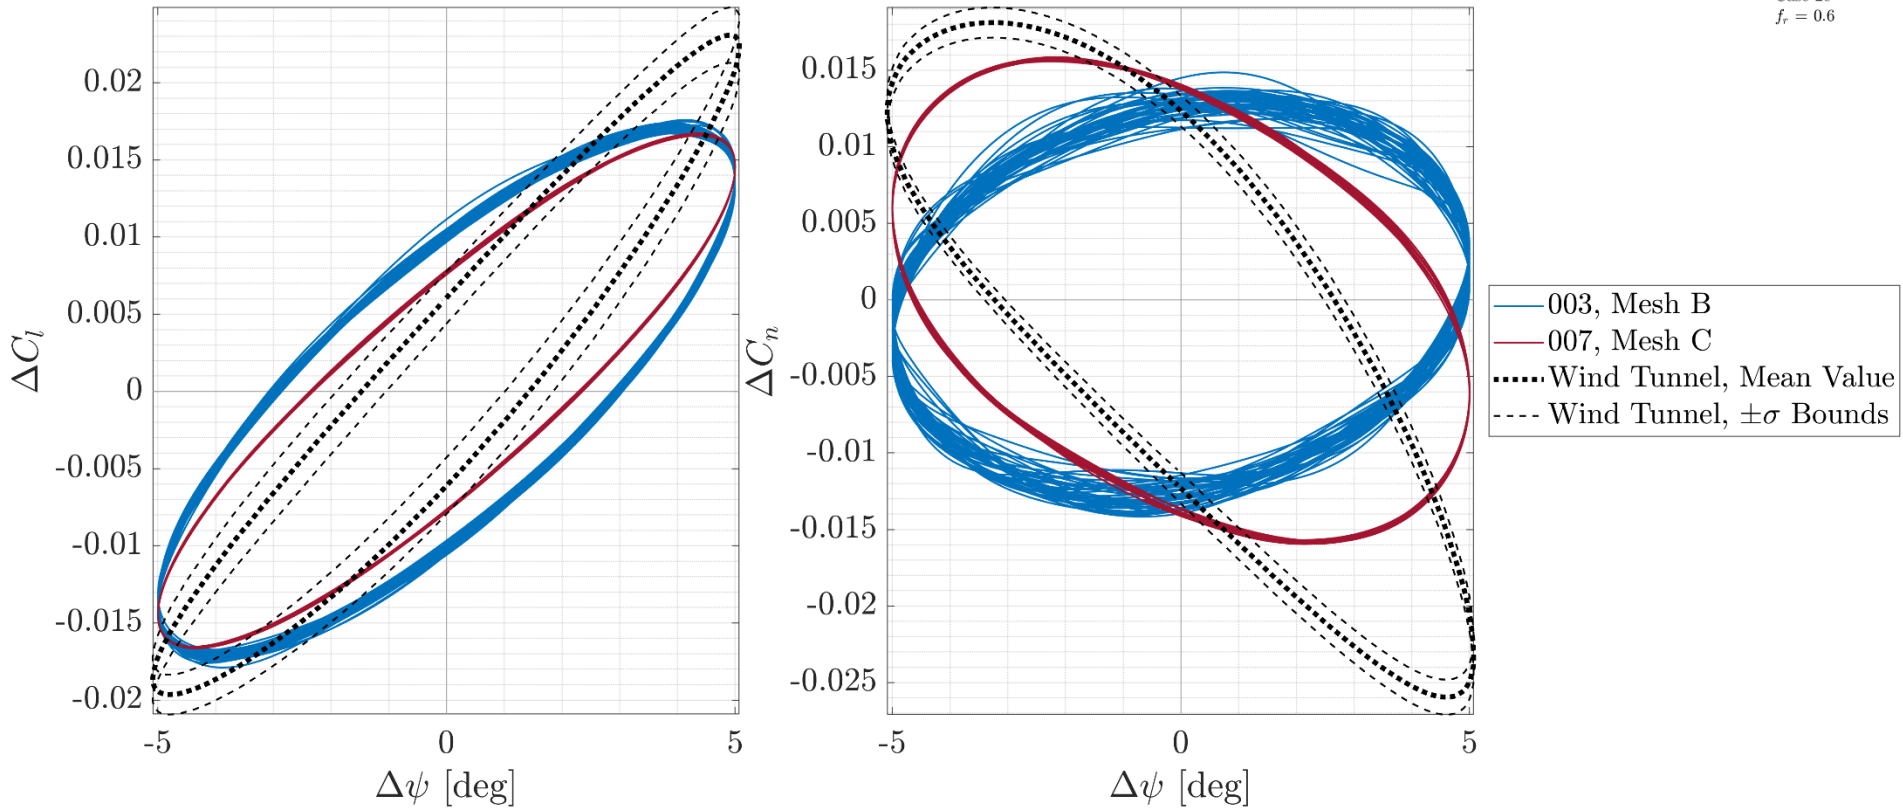 f_r = 0.6
0.02
0.015
0.01
0.005
0
-0.005
-0.01
-0.015
-0.02
ΔC_l
-5 0 5
Δψ [deg]
0.015
0.01
0.005
0
-0.005
-0.01
-0.015
-0.02
-0.025
ΔC_n
-5 0 5
Δψ [deg]
003, Mesh B
007, Mesh C
Wind Tunnel, Mean Value
Wind Tunnel, ±σ Bounds